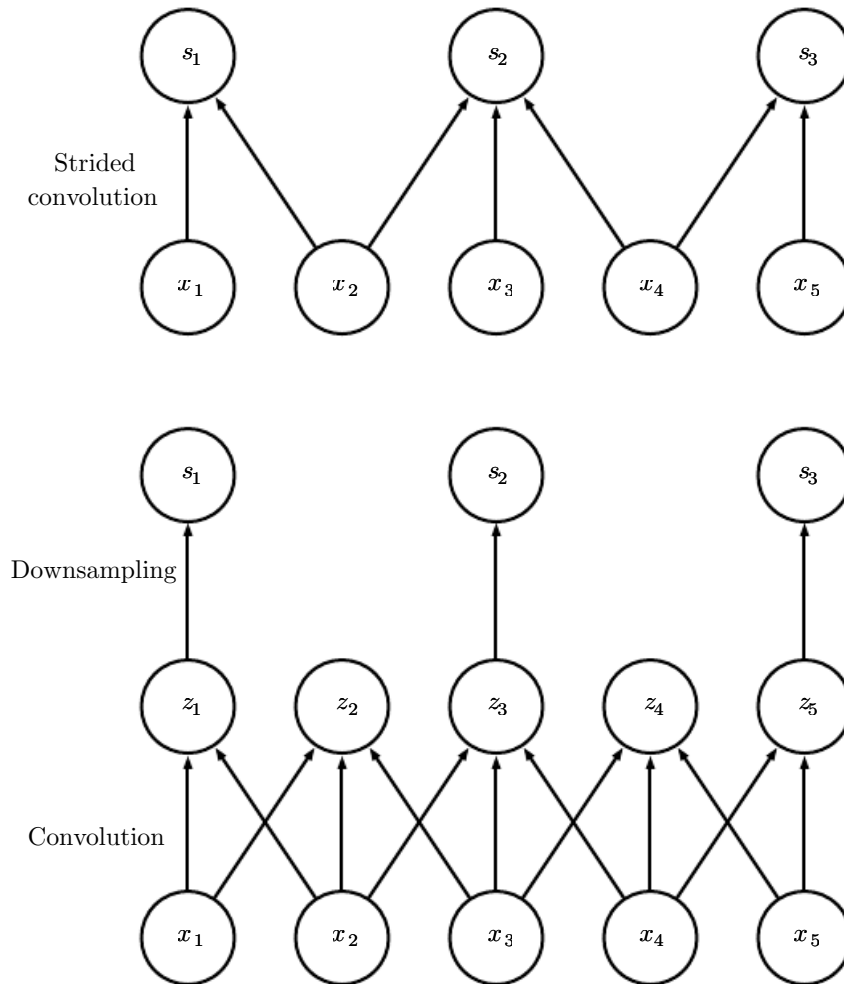 s₁ s₂ s₃
Strided
convolution
x₁ x₂ x₃ x₄ x₅
s₁ s₂ s₃
Downsampling
z₁ z₂ z₃ z₄ z₅
Convolution
x₁ x₂ x₃ x₄ x₅